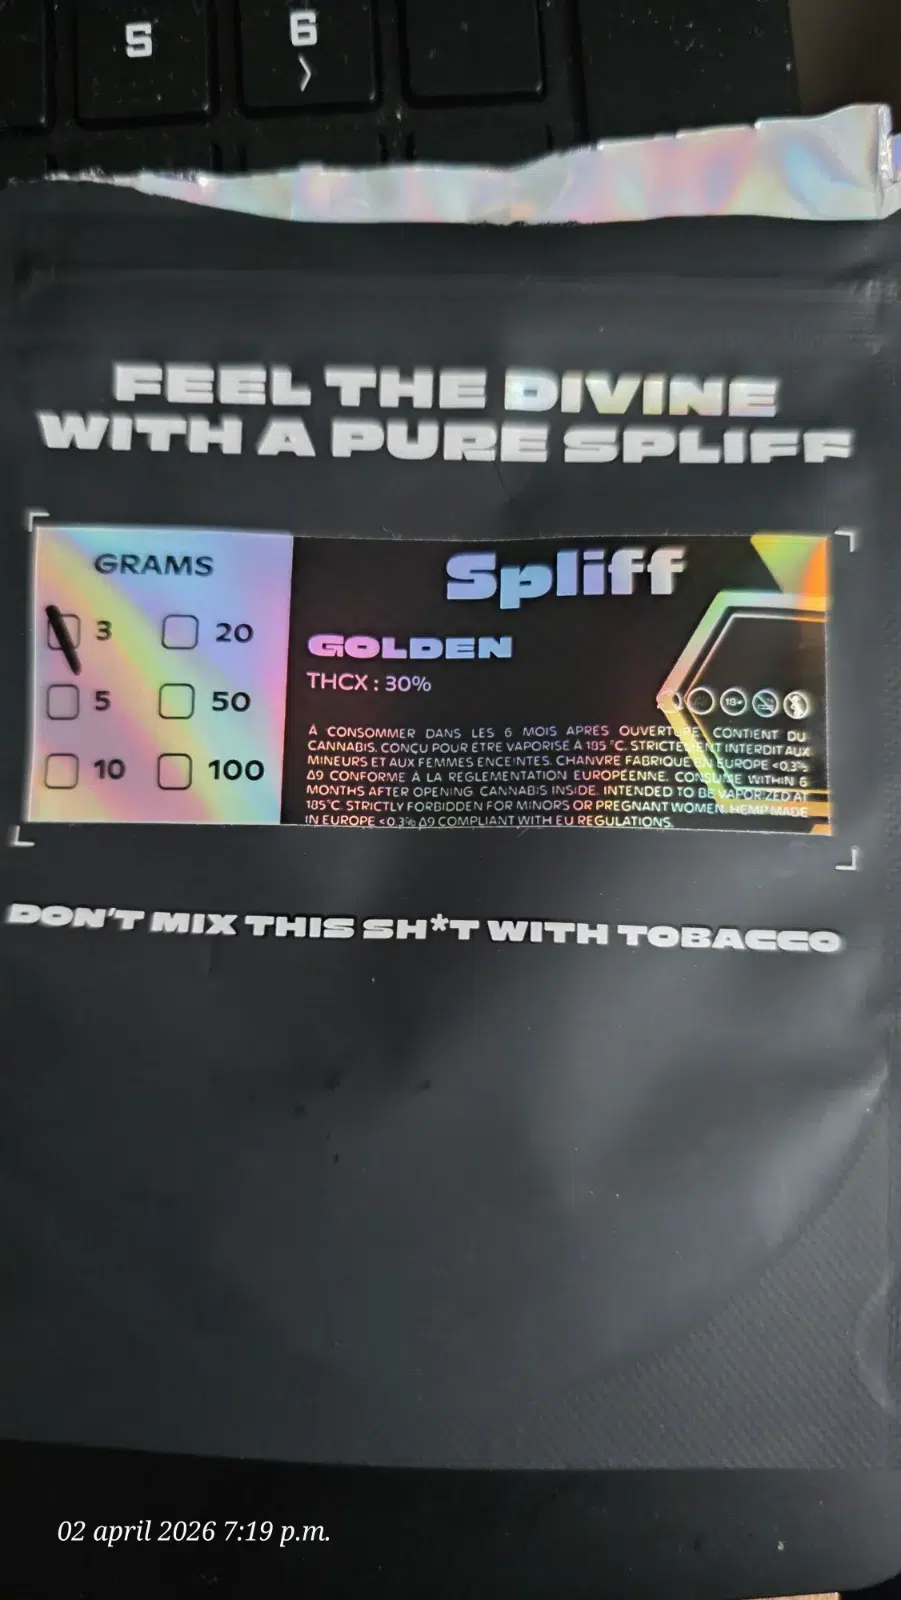 5
6
FEEL THE DIVINE
WITH A PURE SPLIFF
GRAMS
3 20
5 50
10 100
Spliff
GOLDEN
THCX : 30%
18+
À CONSOMMER DANS LES 6 MOIS APRÈS OUVERTURE. CONTIENT DU
CANNABIS. CONÇU POUR ÊTRE VAPORISÉ À 185 °C. STRICTEMENT INTERDIT AUX
MINEURS ET AUX FEMMES ENCEINTES. CHANVRE FABRIQUÉ EN EUROPE <0.3%
Δ9 CONFORME À LA RÈGLEMENTATION EUROPÉENNE. CONSUME WITHIN 6
MONTHS AFTER OPENING. CANNABIS INSIDE. INTENDED TO BE VAPORIZED AT
185°C. STRICTLY FORBIDDEN FOR MINORS OR PREGNANT WOMEN. HEMP MADE
IN EUROPE <0.3% Δ9 COMPLIANT WITH EU REGULATIONS.
DON'T MIX THIS SH*T WITH TOBACCO
02 april 2026 7:19 p.m.